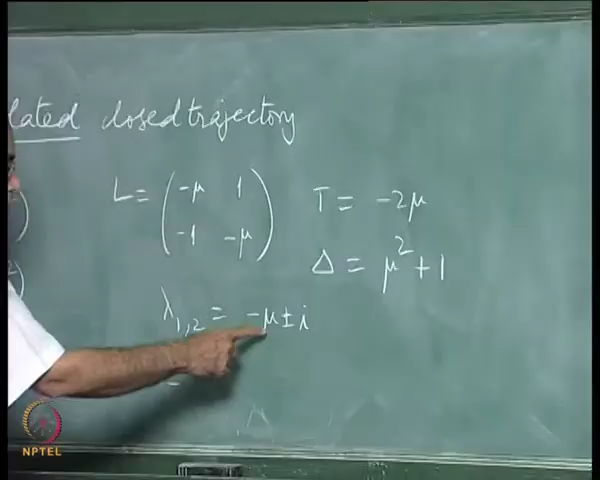 lated closed trajectory
L = ( -μ 1
-1 -μ )
T = -2μ
Δ = μ² + 1
λ₁,₂ = -μ ± i
NPTEL